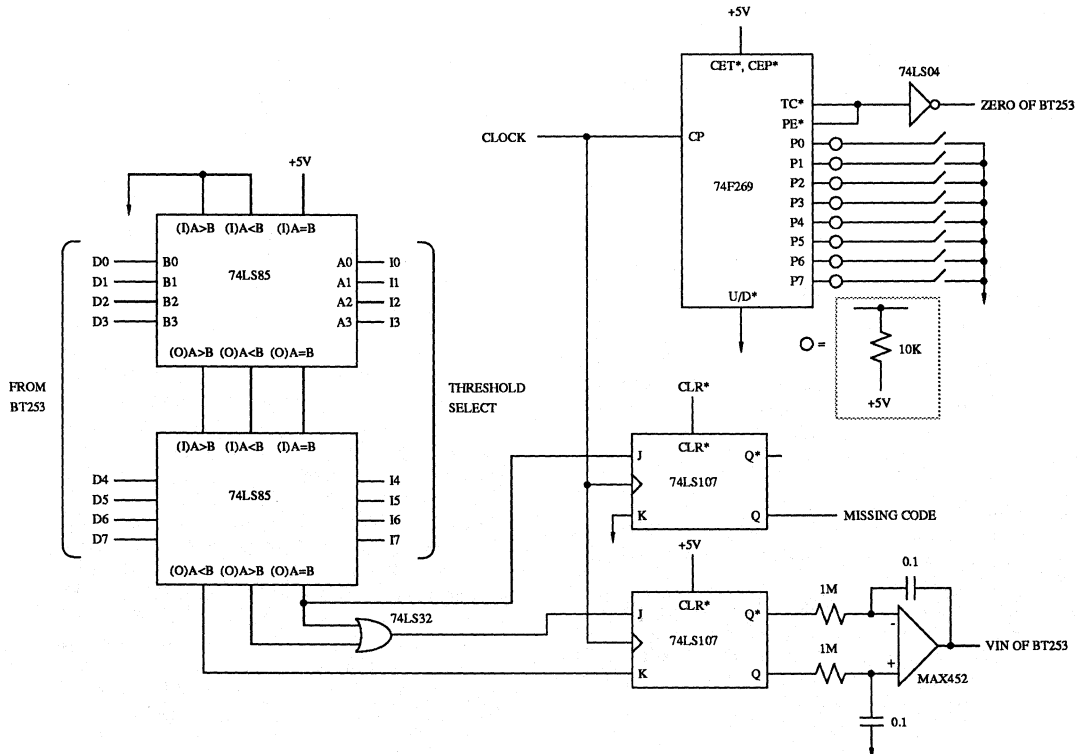 +5V
CET*, CEP*
74LS04
TC*
ZERO OF BT253
PE*
CLOCK
CP
P0
P1
P2
P3
P4
P5
P6
P7
74F269
U/D*
+5V
(I)A>B (I)A<B (I)A=B
D0 B0
D1 B1
D2 B2
D3 B3
74LS85
A0 I0
A1 I1
A2 I2
A3 I3
(O)A>B (O)A<B (O)A=B
FROM
BT253
THRESHOLD
SELECT
O =
10K
+5V
(I)A>B (I)A<B (I)A=B
D4
D5
D6
D7
74LS85
I4
I5
I6
I7
(O)A<B (O)A>B (O)A=B
74LS32
CLR*
CLR*
J
Q*
74LS107
K
Q
MISSING CODE
+5V
CLR*
J
Q*
74LS107
K
Q
1M
0.1
1M
-
+
MAX452
VIN OF BT253
0.1